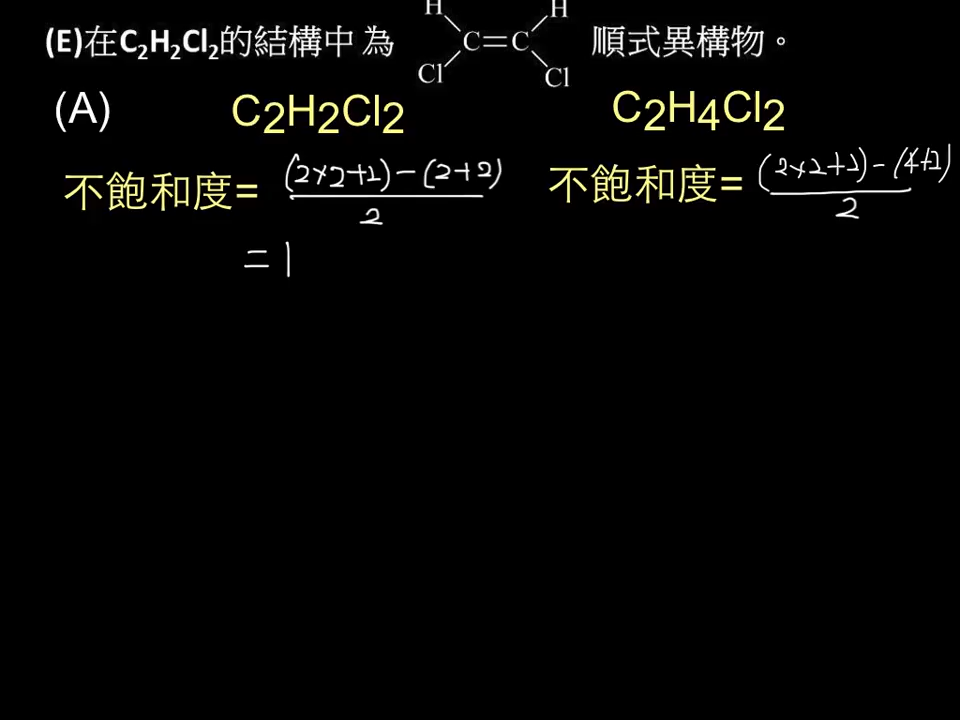 H H
(E)在C₂H₂Cl₂的結構中 為 C=C 順式異構物。
Cl Cl
(A) C₂H₂Cl₂ C₂H₄Cl₂
不飽和度= (2×2+2)-(2+2) 不飽和度= (2×2+2)-(4+2)
2 2
=1